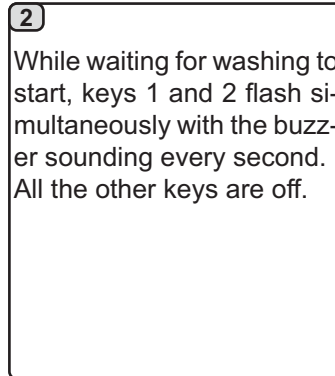 2
While waiting for washing to
start, keys 1 and 2 flash si-
multaneously with the buzz-
er sounding every second.
All the other keys are off.